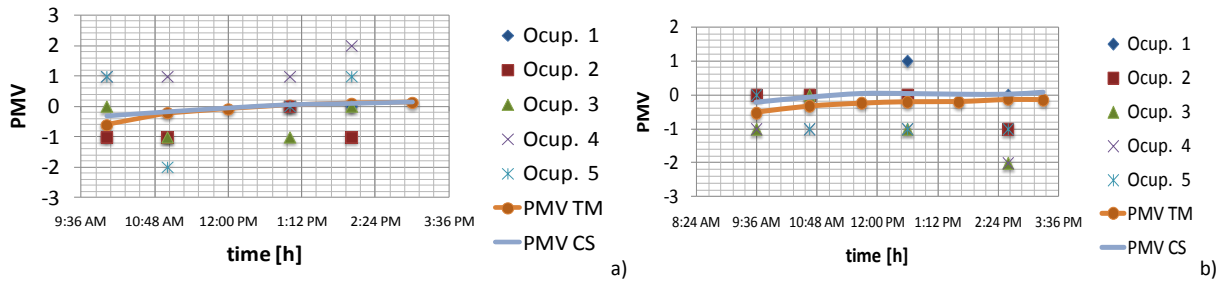 3
2
1
0
-1
-2
-3
PMV
9:36 AM 10:48 AM 12:00 PM 1:12 PM 2:24 PM 3:36 PM
time [h]
Ocup. 1
Ocup. 2
Ocup. 3
Ocup. 4
Ocup. 5
PMV TM
PMV CS
a)
2
1
0
-1
-2
-3
PMV
8:24 AM 9:36 AM 10:48 AM 12:00 PM 1:12 PM 2:24 PM 3:36 PM
time [h]
Ocup. 1
Ocup. 2
Ocup. 3
Ocup. 4
Ocup. 5
PMV TM
PMV CS
b)